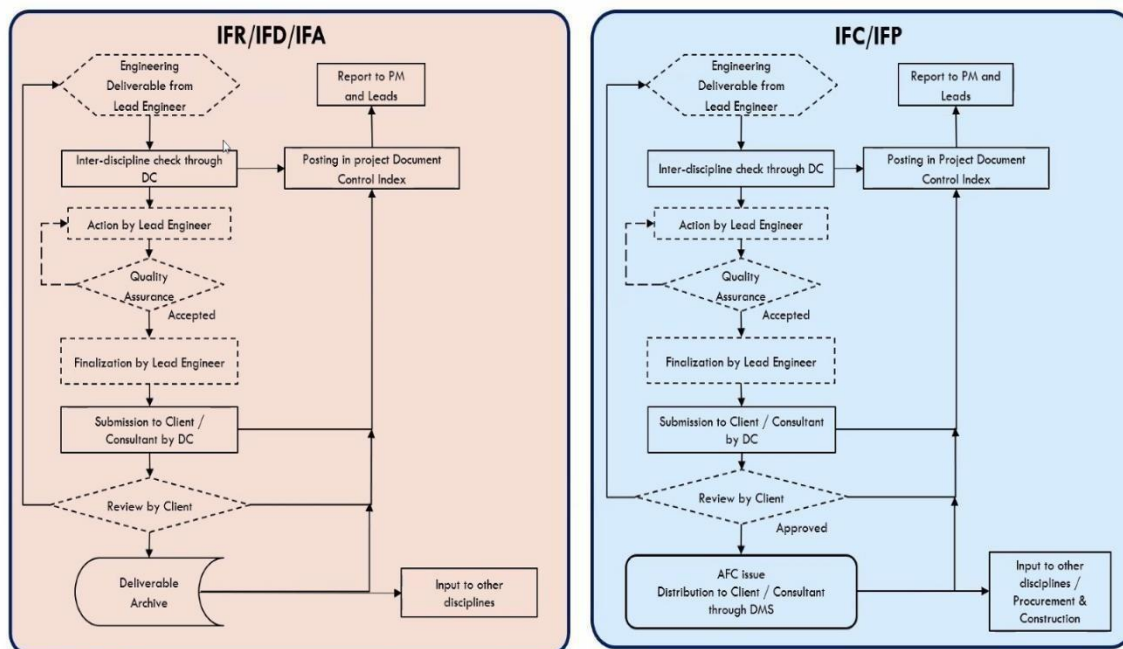 IFR/IFD/IFA
Engineering
Deliverable from
Lead Engineer
Report to PM
and Leads
Inter-discipline check through
DC
Posting in project Document
Control Index
Action by Lead Engineer
Quality
Assurance
Accepted
Finalization by Lead Engineer
Submission to Client /
Consultant by DC
Review by Client
Deliverable
Archive
Input to other
disciplines
IFC/IFP
Engineering
Deliverable from
Lead Engineer
Report to PM and
Leads
Inter-discipline check through DC
Posting in Project Document
Control Index
Action by Lead Engineer
Quality
Assurance
Accepted
Finalization by Lead Engineer
Submission to Client / Consultant
by DC
Review by Client
Approved
AFC issue
Distribution to Client / Consultant
through DMS
Input to other
disciplines /
Procurement &
Construction